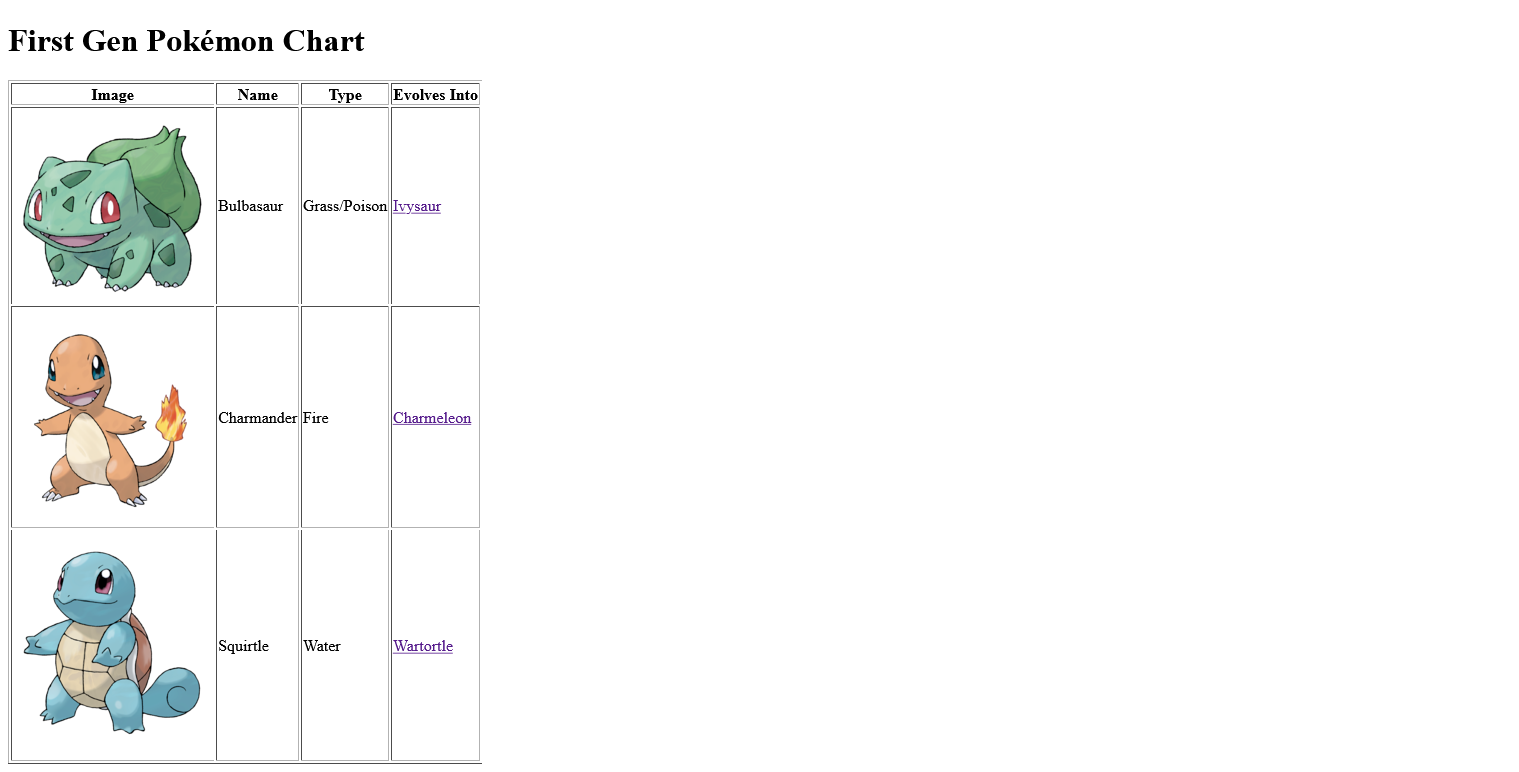 First Gen Pokémon Chart
Image Name Type Evolves Into
Bulbasaur Grass/Poison Ivysaur
Charmander Fire Charmeleon
Squirtle Water Wartortle